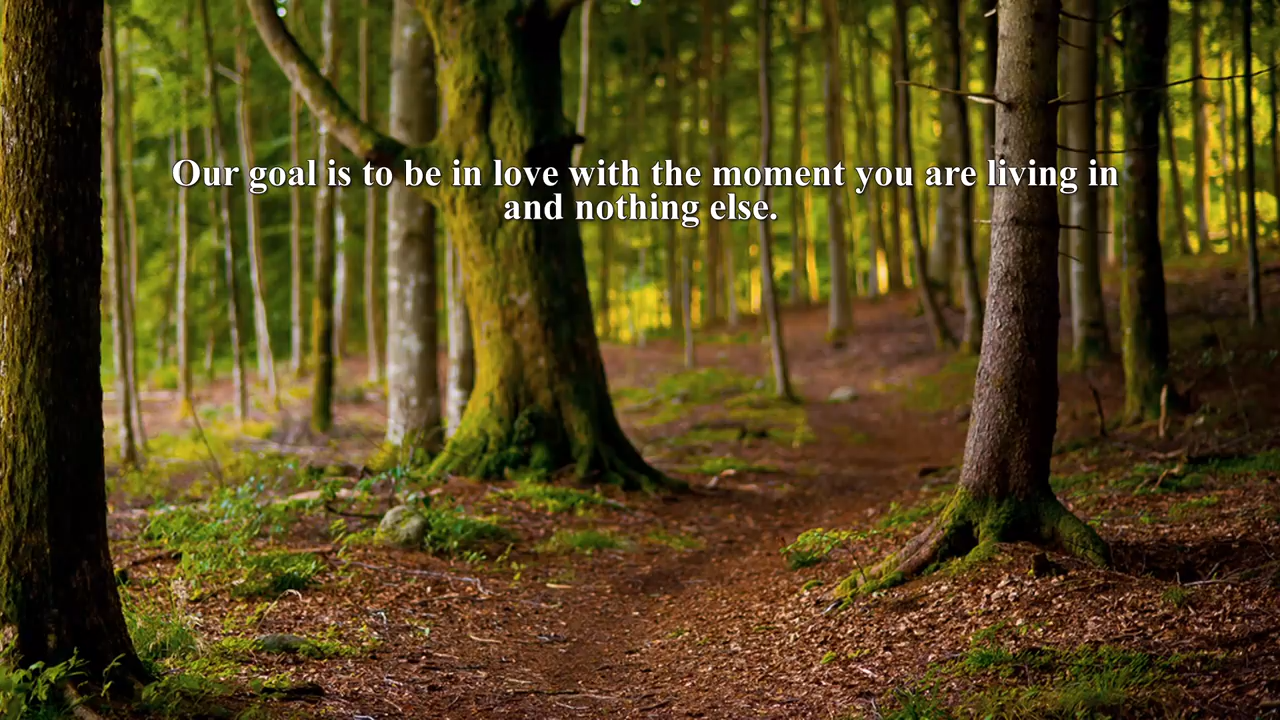 Our goal is to be in love with the moment you are living in
and nothing else.